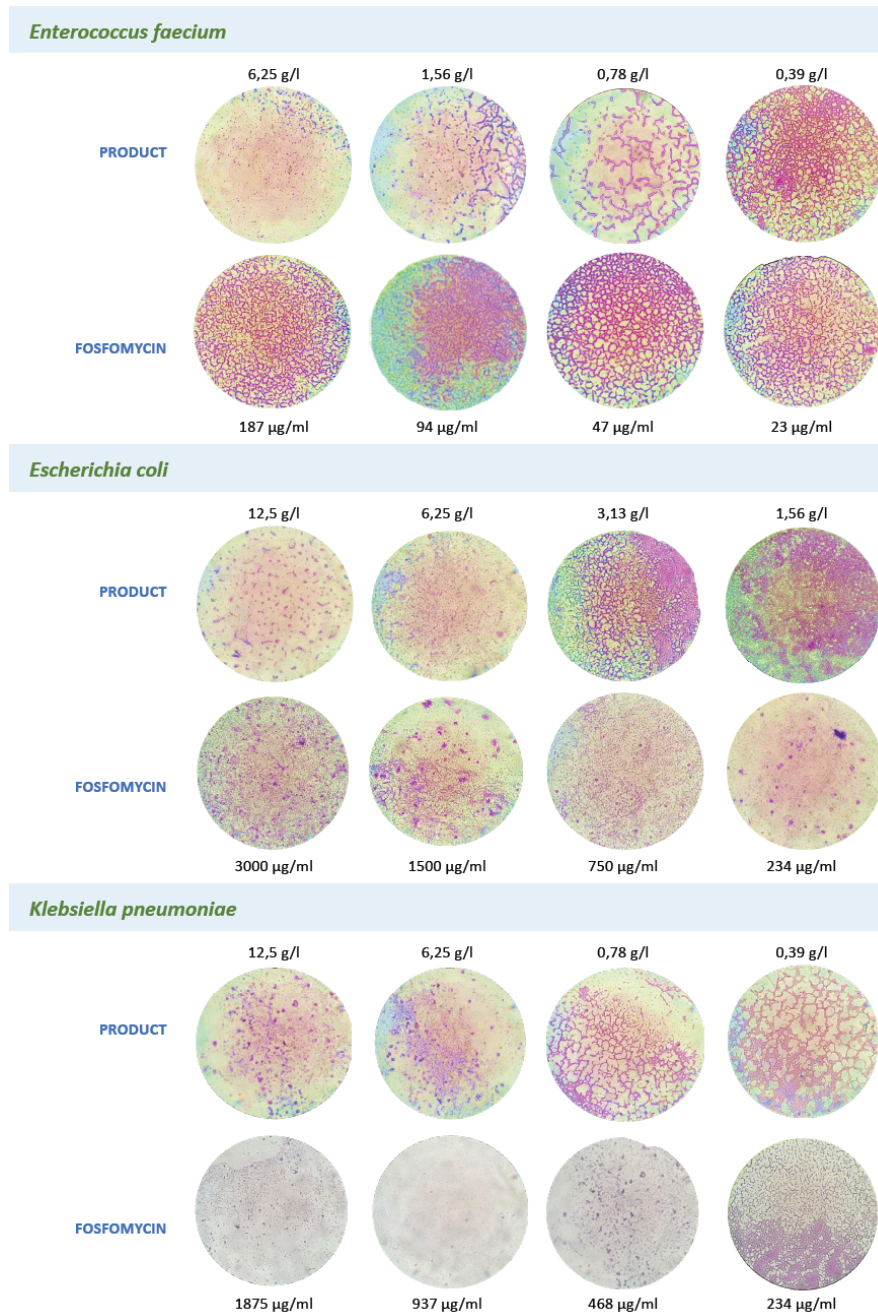 Enterococcus faecium
6,25 g/l 1,56 g/l 0,78 g/l 0,39 g/l
PRODUCT
FOSFOMYCIN
187 µg/ml 94 µg/ml 47 µg/ml 23 µg/ml
Escherichia coli
12,5 g/l 6,25 g/l 3,13 g/l 1,56 g/l
PRODUCT
FOSFOMYCIN
3000 µg/ml 1500 µg/ml 750 µg/ml 234 µg/ml
Klebsiella pneumoniae
12,5 g/l 6,25 g/l 0,78 g/l 0,39 g/l
PRODUCT
FOSFOMYCIN
1875 µg/ml 937 µg/ml 468 µg/ml 234 µg/ml